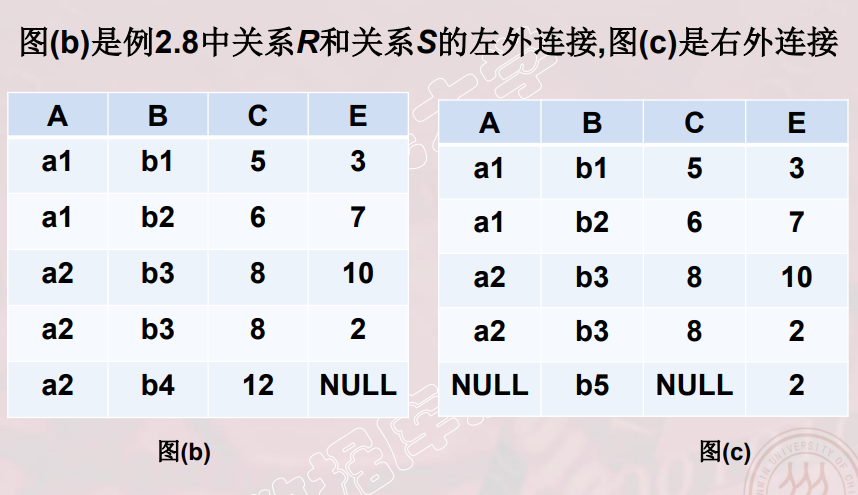 图(b)是例2.8中关系R和关系S的左外连接,图(c)是右外连接
A B C E
a1 b1 5 3
a1 b2 6 7
a2 b3 8 10
a2 b3 8 2
a2 b4 12 NULL
图(b)
A B C E
a1 b1 5 3
a1 b2 6 7
a2 b3 8 10
a2 b3 8 2
NULL b5 NULL 2
图(c)